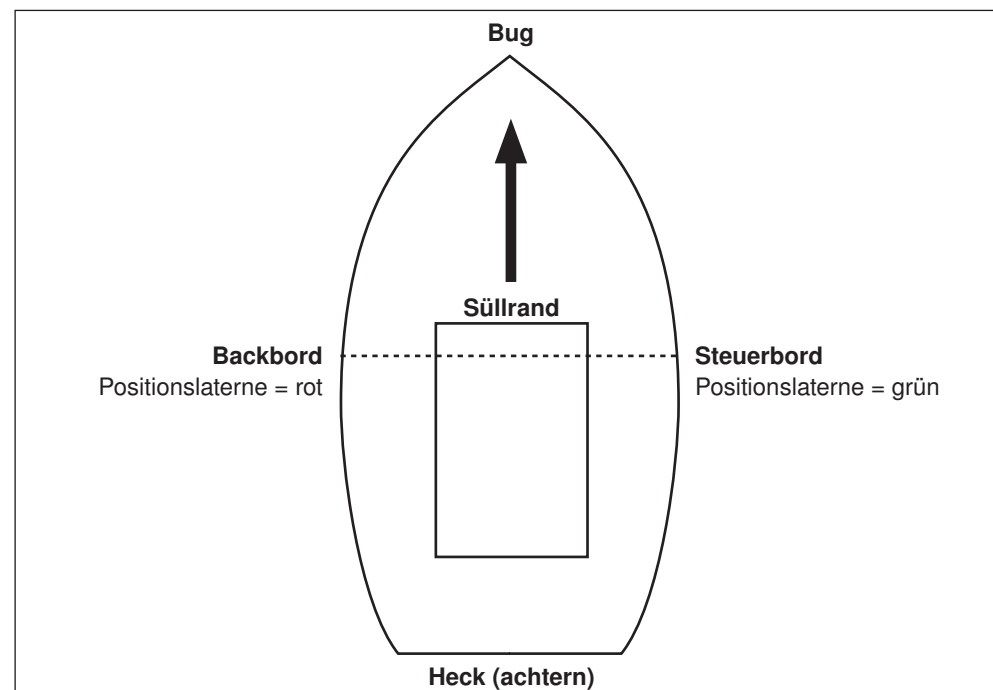 Bug
Süllrand
Backbord
Positionslaterne = rot
Steuerbord
Positionslaterne = grün
Heck (achtern)